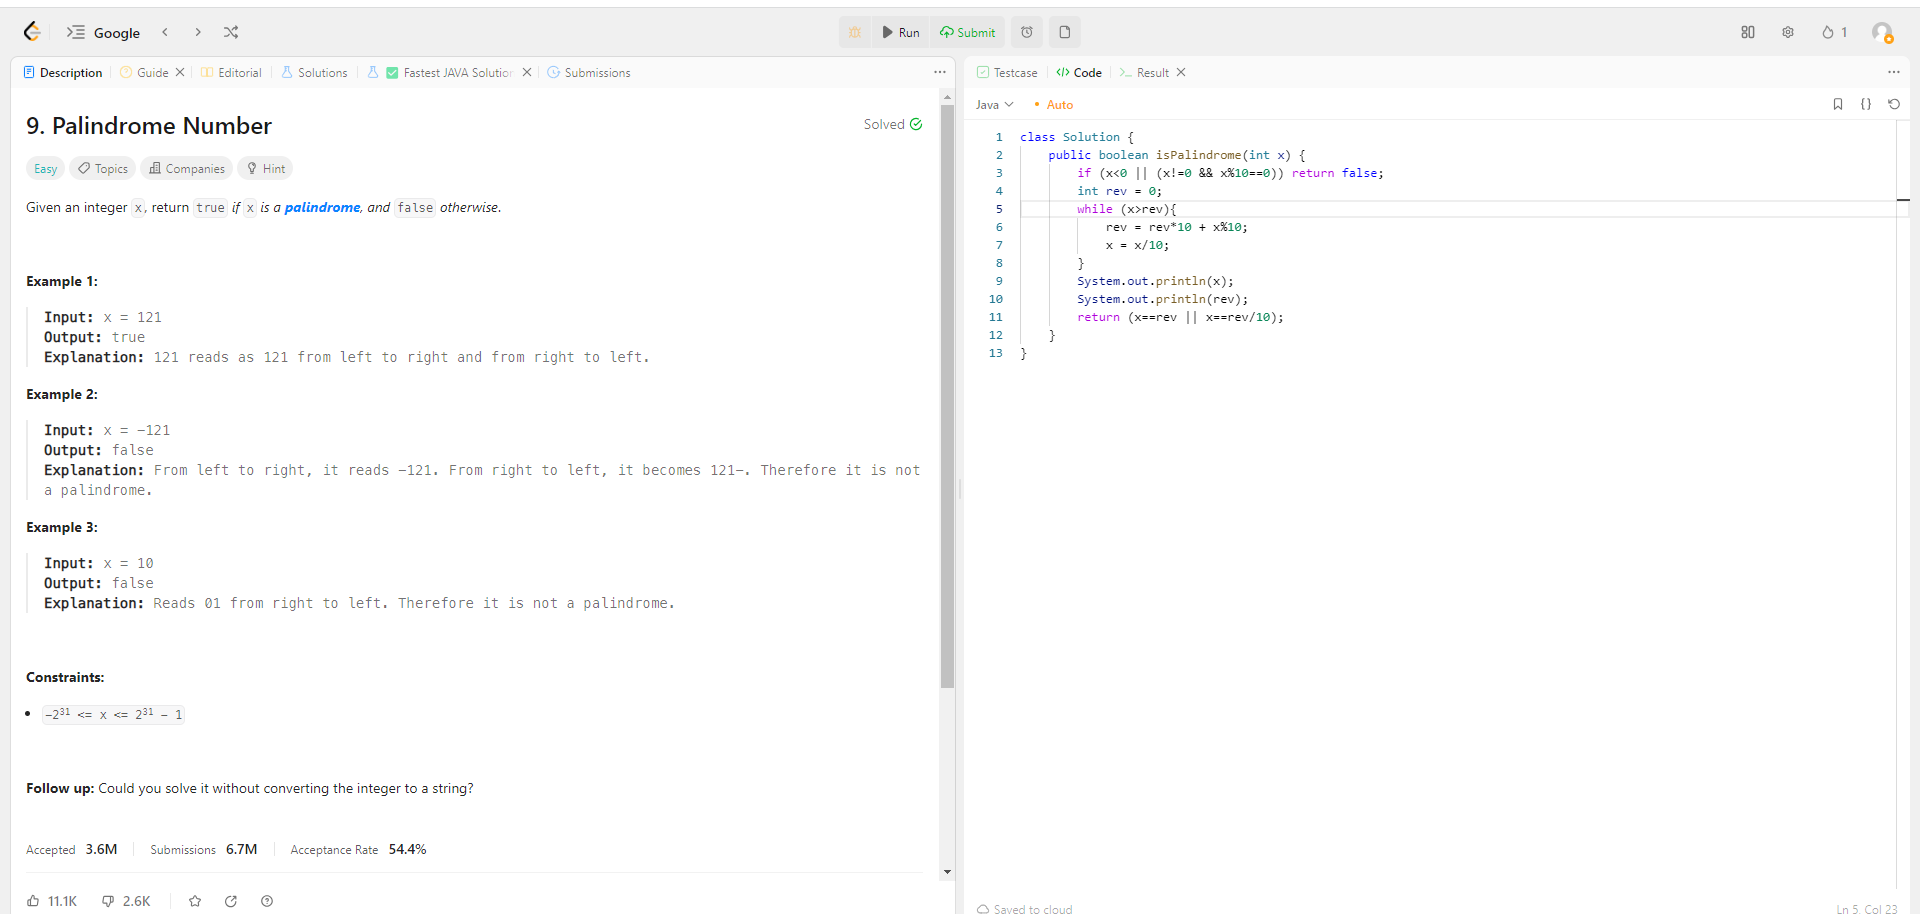 Google
Run
Submit
1
Description
Guide
Editorial
Solutions
Fastest JAVA Solution
Submissions
9. Palindrome Number
Solved
Easy
Topics
Companies
Hint
Given an integer x, return true if x is a palindrome, and false otherwise.
Example 1:
Input: x = 121
Output: true
Explanation: 121 reads as 121 from left to right and from right to left.
Example 2:
Input: x = -121
Output: false
Explanation: From left to right, it reads -121. From right to left, it becomes 121-. Therefore it is not
a palindrome.
Example 3:
Input: x = 10
Output: false
Explanation: Reads 01 from right to left. Therefore it is not a palindrome.
Constraints:
• -2³¹ <= x <= 2³¹ - 1
Follow up: Could you solve it without converting the integer to a string?
Accepted 3.6M
Submissions 6.7M
Acceptance Rate 54.4%
11.1K
2.6K
Testcase
</> Code
>_ Result
Java
• Auto
{}
1 class Solution {
2 public boolean isPalindrome(int x) {
3 if (x<0 || (x!=0 && x%10==0)) return false;
4 int rev = 0;
5 while (x>rev){
6 rev = rev*10 + x%10;
7 x = x/10;
8 }
9 System.out.println(x);
10 System.out.println(rev);
11 return (x==rev || x==rev/10);
12 }
13 }
Saved to cloud
Ln 5, Col 23